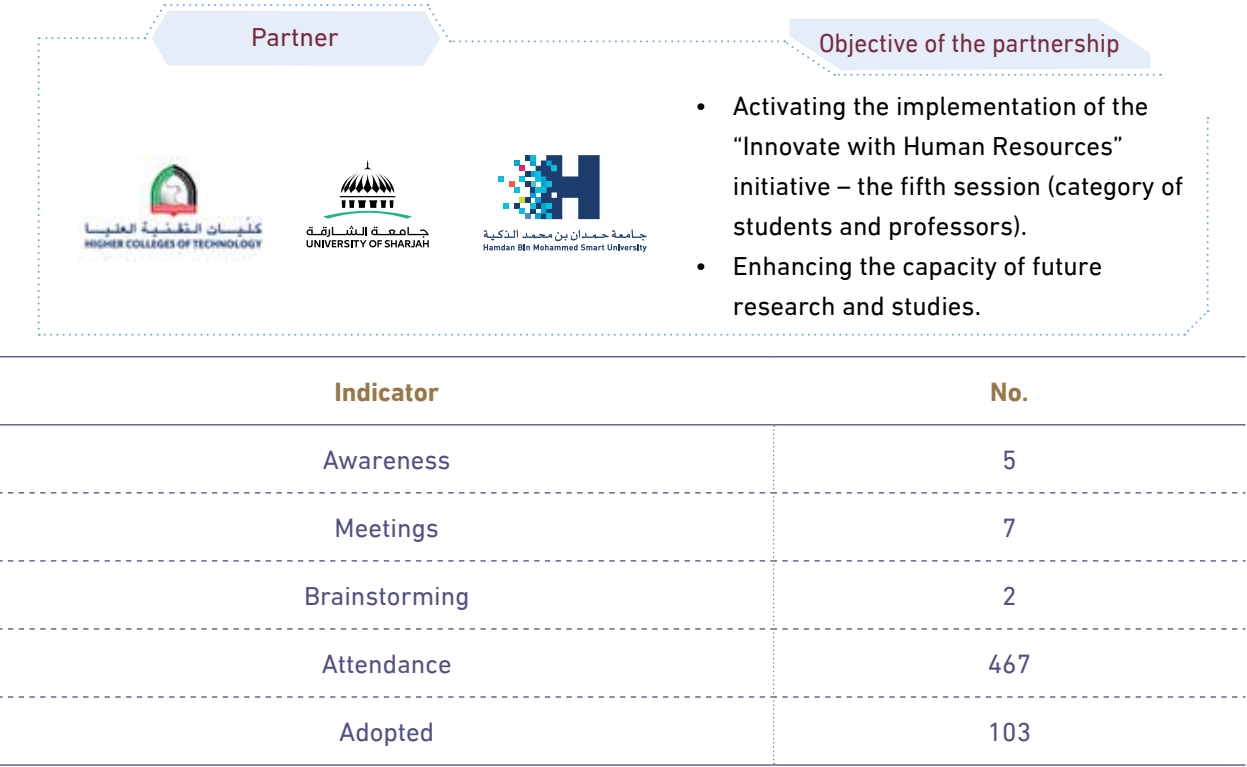 Partner
Objective of the partnership
كليات التقنية العليا
HIGHER COLLEGES OF TECHNOLOGY
جامعة الشارقة
UNIVERSITY OF SHARJAH
جامعة حمدان بن محمد الذكية
Hamdan Bin Mohammed Smart University
• Activating the implementation of the
“Innovate with Human Resources”
initiative – the fifth session (category of
students and professors).
• Enhancing the capacity of future
research and studies.
Indicator No.
Awareness 5
Meetings 7
Brainstorming 2
Attendance 467
Adopted 103